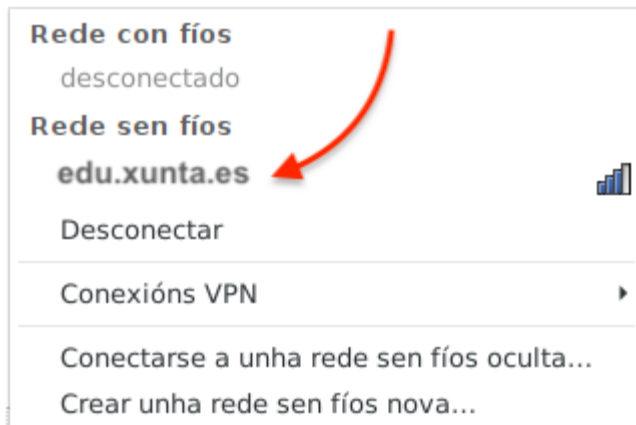 Rede con fíos
desconectado
Rede sen fíos
edu.xunta.es
Desconectar
Conexións VPN
Conectarse a unha rede sen fíos oculta...
Crear unha rede sen fíos nova...